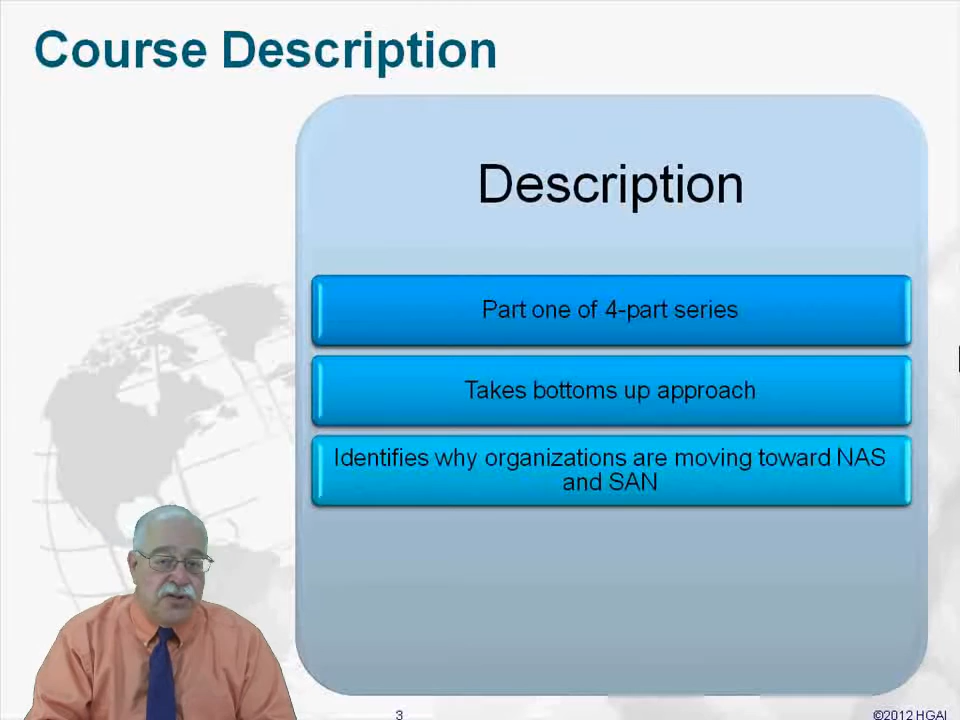 Course Description
Description
Part one of 4-part series
Takes bottoms up approach
Identifies why organizations are moving toward NAS
and SAN
3
©2012 HGAI